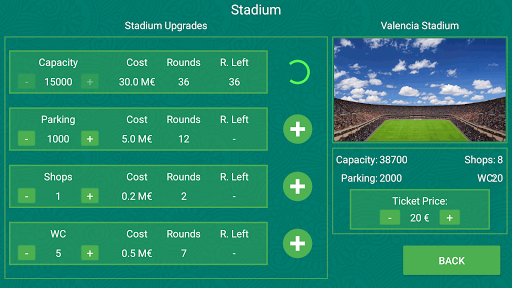 Stadium
Stadium Upgrades
Capacity Cost Rounds R. Left
- 15000 + 30.0 M€ 36 36
Parking Cost Rounds R. Left
- 1000 + 5.0 M€ 12 -
Shops Cost Rounds R. Left
- 1 + 0.2 M€ 2 -
WC Cost Rounds R. Left
- 5 + 0.5 M€ 7 -
Valencia Stadium
Capacity: 38700 Shops: 8
Parking: 2000 WC20
Ticket Price:
- 20 € +
BACK